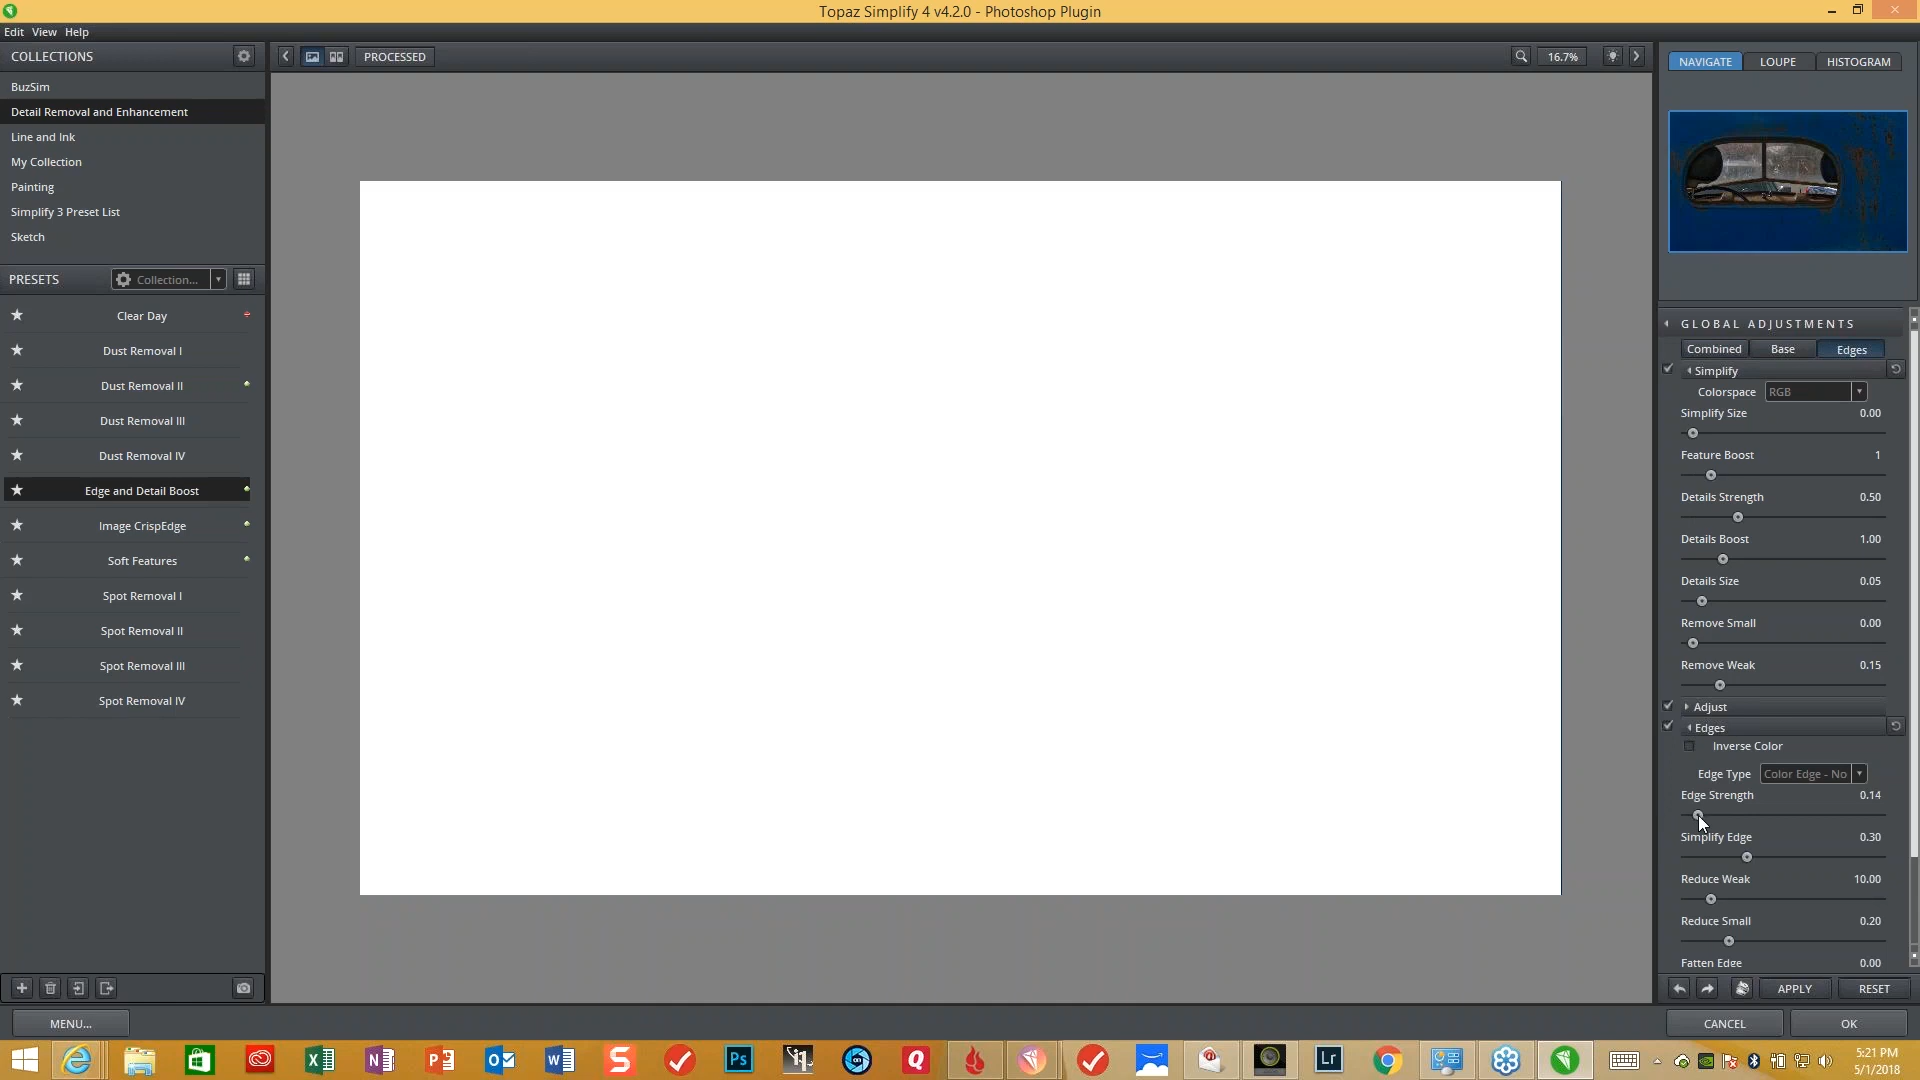 Topaz Simplify 4 v4.2.0 - Photoshop Plugin
Edit View Help
COLLECTIONS
BuzSim
Detail Removal and Enhancement
Line and Ink
My Collection
Painting
Simplify 3 Preset List
Sketch
PRESETS
Collection...
Clear Day
Dust Removal I
Dust Removal II
Dust Removal III
Dust Removal IV
Edge and Detail Boost
Image CrispEdge
Soft Features
Spot Removal I
Spot Removal II
Spot Removal III
Spot Removal IV
MENU...
PROCESSED
16.7%
NAVIGATE LOUPE HISTOGRAM
GLOBAL ADJUSTMENTS
Combined Base Edges
Simplify
Colorspace RGB
Simplify Size 0.00
Feature Boost 1
Details Strength 0.50
Details Boost 1.00
Details Size 0.05
Remove Small 0.00
Remove Weak 0.15
Adjust
Edges
Inverse Color
Edge Type Color Edge - No
Edge Strength 0.14
Simplify Edge 0.30
Reduce Weak 10.00
Reduce Small 0.20
Fatten Edge 0.00
APPLY RESET
CANCEL OK
Ps
Lr
5:21 PM
5/1/2018